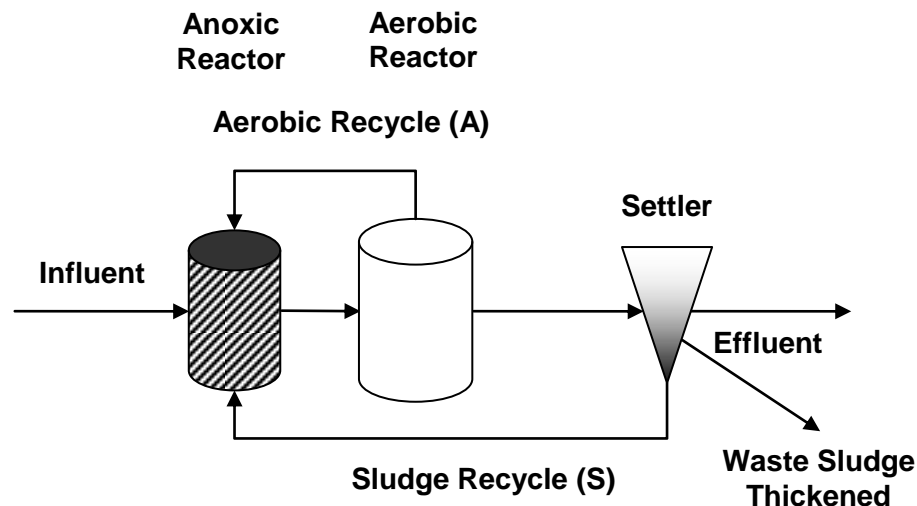 Anoxic
Reactor
Aerobic
Reactor
Aerobic Recycle (A)
Settler
Influent
Effluent
Sludge Recycle (S)
Waste Sludge
Thickened